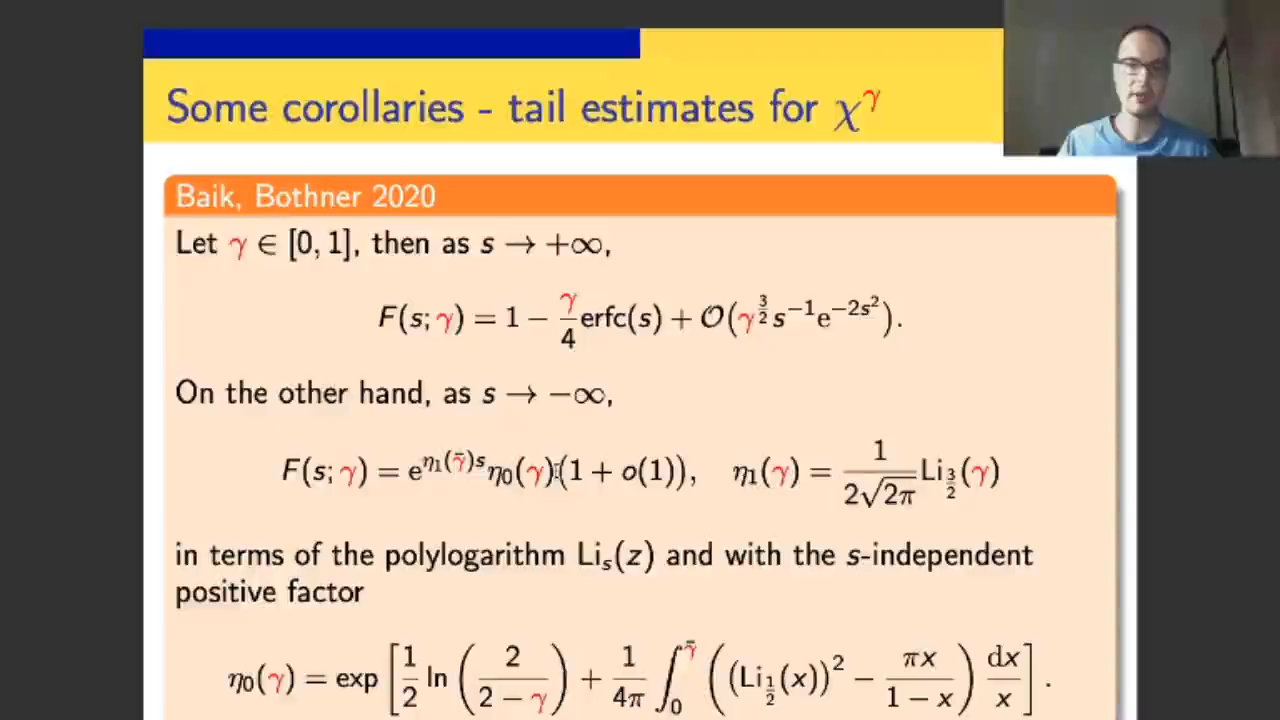 Some corollaries - tail estimates for χ^γ
Baik, Bothner 2020
Let γ ∈ [0, 1], then as s → +∞,
F(s; γ) = 1 − γ/4 erfc(s) + 𝒪(γ^{3/2} s^{−1} e^{−2s²}).
On the other hand, as s → −∞,
F(s; γ) = e^{η₁(γ̄)s} η₀(γ)(1 + o(1)), η₁(γ) = 1/(2√(2π)) Li_{3/2}(γ)
in terms of the polylogarithm Li_s(z) and with the s-independent
positive factor
η₀(γ) = exp [ 1/2 ln ( 2/(2 − γ) ) + 1/(4π) ∫₀^{γ̄} ( (Li_{1/2}(x))² − πx/(1 − x) ) dx/x ] .